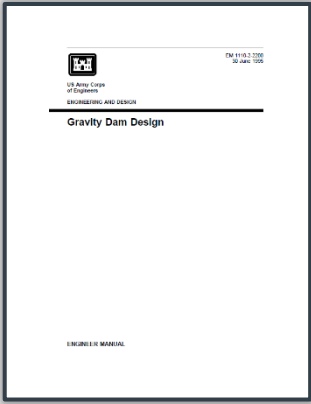 EM 1110-2-2200
30 June 1995
US Army Corps
of Engineers
ENGINEERING AND DESIGN
Gravity Dam Design
ENGINEER MANUAL